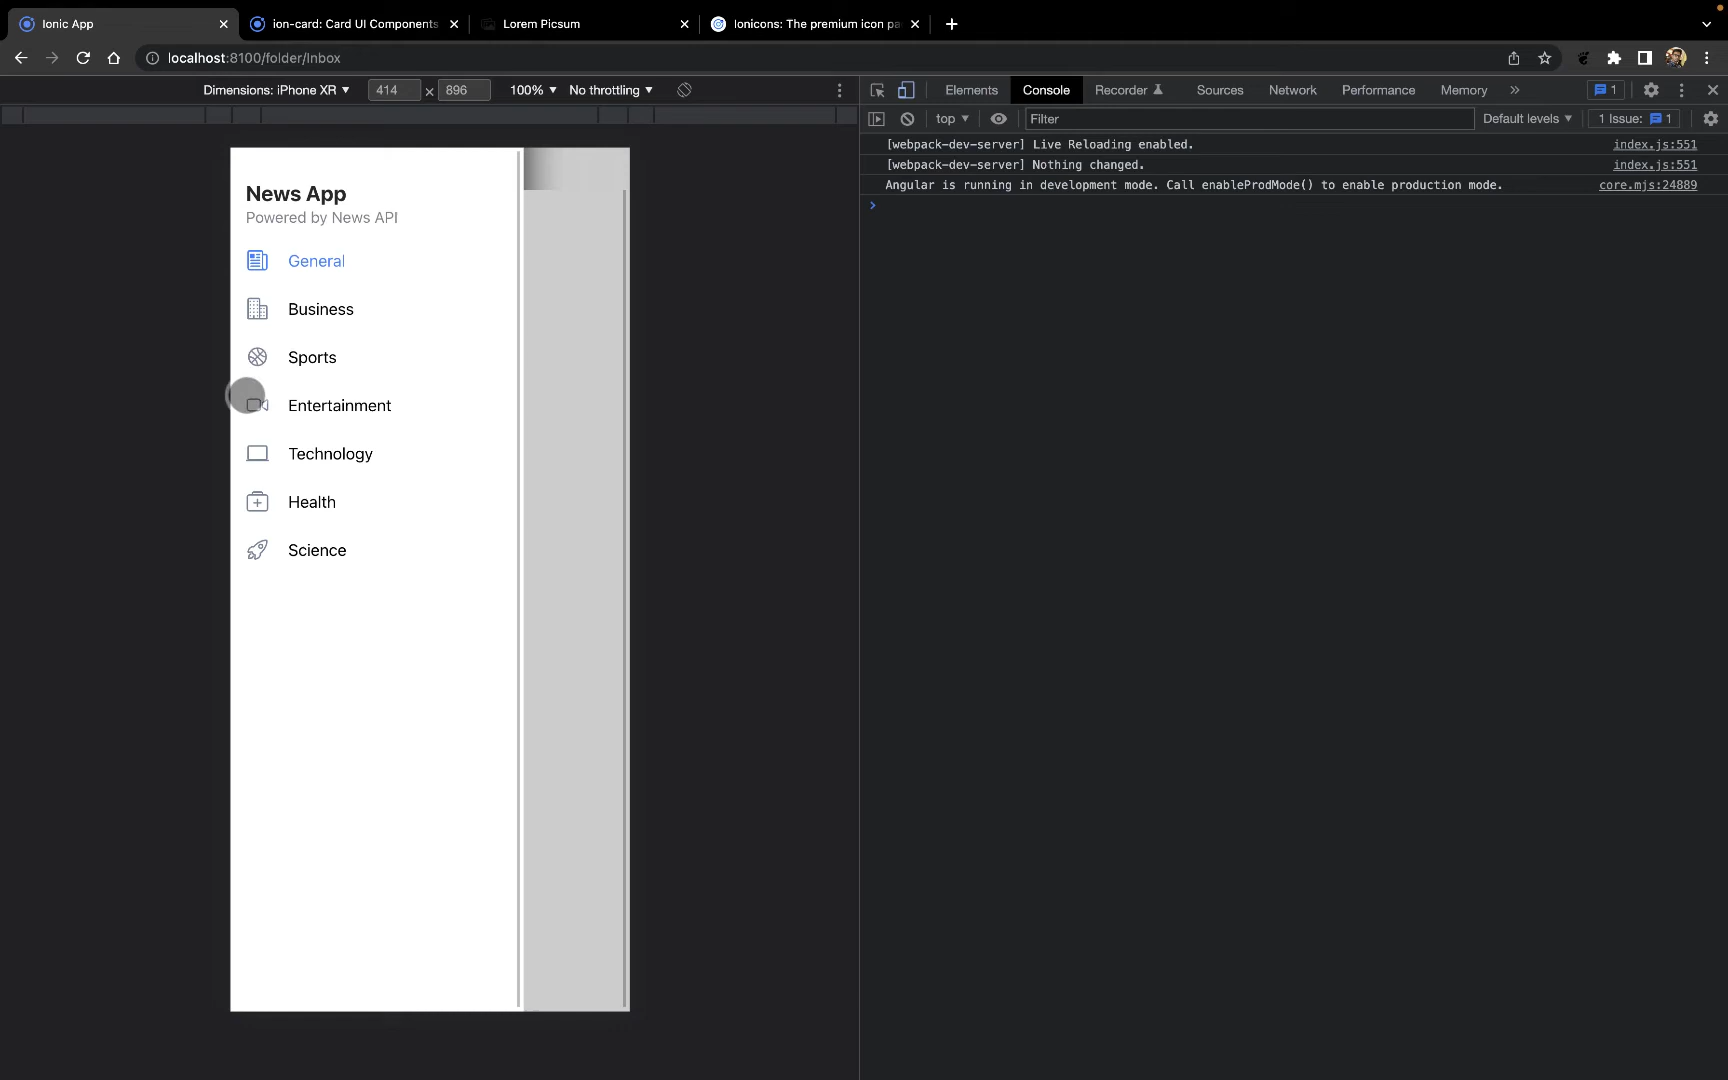 Ionic App
ion-card: Card UI Components
Lorem Picsum
Ionicons: The premium icon pa
localhost:8100/folder/Inbox
Dimensions: iPhone XR 414 × 896 100% No throttling
Elements Console Recorder Sources Network Performance Memory 1
top Filter Default levels 1 Issue: 1
[webpack-dev-server] Live Reloading enabled. index.js:551
[webpack-dev-server] Nothing changed. index.js:551
Angular is running in development mode. Call enableProdMode() to enable production mode. core.mjs:24889
News App
Powered by News API
General
Business
Sports
Entertainment
Technology
Health
Science